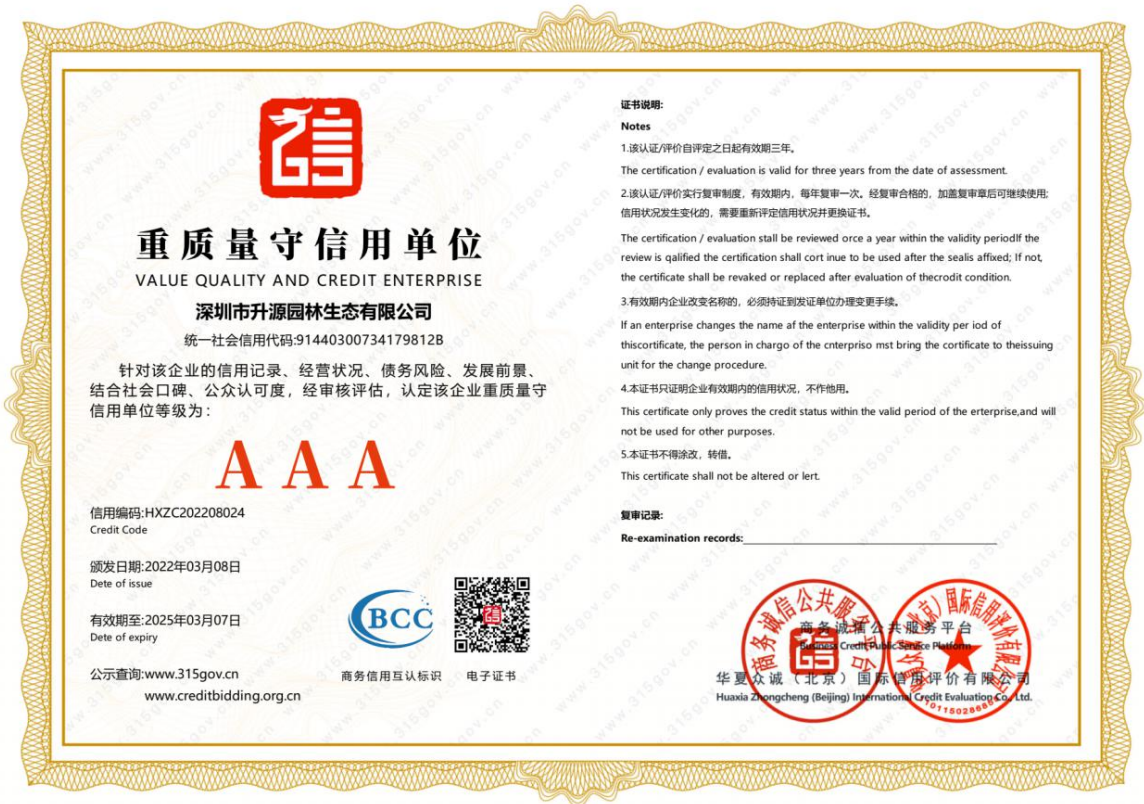 重质量守信用单位
VALUE QUALITY AND CREDIT ENTERPRISE
深圳市升源园林生态有限公司
统一社会信用代码:91440300734179812B
针对该企业的信用记录、经营状况、债务风险、发展前景、
结合社会口碑、公众认可度，经审核评估，认定该企业重质量守
信用单位等级为：
AAA
信用编码:HXZC202208024
Credit Code
颁发日期:2022年03月08日
Dete of issue
有效期至:2025年03月07日
Dete of expiry
公示查询:www.315gov.cn
www.creditbidding.org.cn
BCC
商务信用互认标识
电子证书
证书说明:
Notes
1.该认证/评价自评定之日起有效期三年。
The certification / evaluation is valid for three years from the date of assessment.
2.该认证/评价实行复审制度，有效期内，每年复审一次。经复审合格的，加盖复审章后可继续使用;
信用状况发生变化的，需要重新评定信用状况并更换证书。
The certification / evaluation stall be reviewed orce a year within the validity periodIf the
review is qalified the certification shall cort inue to be used after the sealis affixed; If not,
the certificate shall be revaked or replaced after evaluation of thecrodit condition.
3.有效期内企业改变名称的，必须持证到发证单位办理变更手续。
If an enterprise changes the name af the enterprise within the validity per iod of
thiscortificate, the person in chargo of the cnterpriso mst bring the cortificate to theissuing
unit for the change procedure.
4.本证书只证明企业有效期内的信用状况，不作他用。
This certificate only proves the credit status within the valid period of the erterprise,and will
not be used for other purposes.
5.本证书不得涂改，转借。
This certificate shall not be altered or lert.
复审记录:
Re-examination records:
商务诚信公共服务平台
Business Credit Public Service Platform
华夏众诚（北京）国际信用评价有限公司
Huaxia Zhongcheng (Beijing) International Credit Evaluation Co., Ltd.
商务诚信公共服务平台